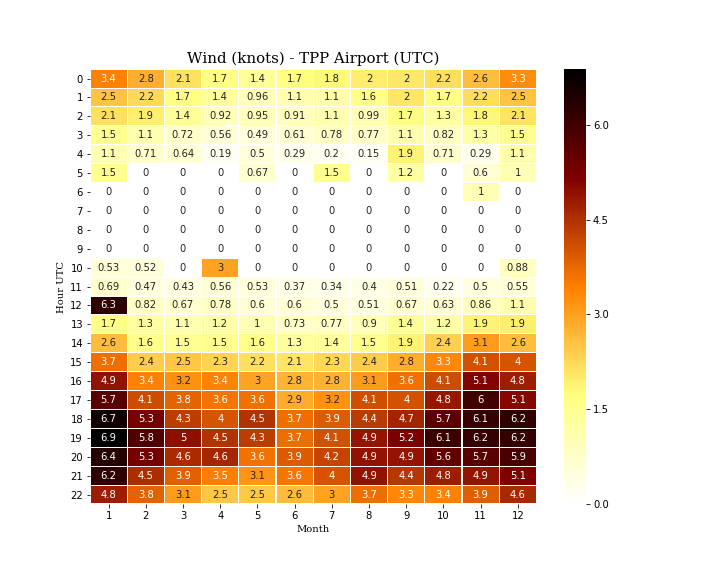 Wind (knots) - TPP Airport (UTC)
0 3.4 2.8 2.1 1.7 1.4 1.7 1.8 2 2 2.2 2.6 3.3
1 2.5 2.2 1.7 1.4 0.96 1.1 1.1 1.6 2 1.7 2.2 2.5
2 2.1 1.9 1.4 0.92 0.95 0.91 1.1 0.99 1.7 1.3 1.8 2.1
3 1.5 1.1 0.72 0.56 0.49 0.61 0.78 0.77 1.1 0.82 1.3 1.5
4 1.1 0.71 0.64 0.19 0.5 0.29 0.2 0.15 1.9 0.71 0.29 1.1
5 1.5 0 0 0 0.67 0 1.5 0 1.2 0 0.6 1
6 0 0 0 0 0 0 0 0 0 0 1 0
7 0 0 0 0 0 0 0 0 0 0 0 0
8 0 0 0 0 0 0 0 0 0 0 0 0
9 0 0 0 0 0 0 0 0 0 0 0 0
10 0.53 0.52 0 3 0 0 0 0 0 0 0 0.88
11 0.69 0.47 0.43 0.56 0.53 0.37 0.34 0.4 0.51 0.22 0.5 0.55
12 6.3 0.82 0.67 0.78 0.6 0.6 0.5 0.51 0.67 0.63 0.86 1.1
13 1.7 1.3 1.1 1.2 1 0.73 0.77 0.9 1.4 1.2 1.9 1.9
14 2.6 1.6 1.5 1.5 1.6 1.3 1.4 1.5 1.9 2.4 3.1 2.6
15 3.7 2.4 2.5 2.3 2.2 2.1 2.3 2.4 2.8 3.3 4.1 4
16 4.9 3.4 3.2 3.4 3 2.8 2.8 3.1 3.6 4.1 5.1 4.8
17 5.7 4.1 3.8 3.6 3.6 2.9 3.2 4.1 4 4.8 6 5.1
18 6.7 5.3 4.3 4 4.5 3.7 3.9 4.4 4.7 5.7 6.1 6.2
19 6.9 5.8 5 4.5 4.3 3.7 4.1 4.9 5.2 6.1 6.2 6.2
20 6.4 5.3 4.6 4.6 3.6 3.9 4.2 4.9 4.9 5.6 5.7 5.9
21 6.2 4.5 3.9 3.5 3.1 3.6 4 4.9 4.4 4.8 4.9 5.1
22 4.8 3.8 3.1 2.5 2.5 2.6 3 3.7 3.3 3.4 3.9 4.6
1 2 3 4 5 6 7 8 9 10 11 12
Month
Hour UTC
6.0
4.5
3.0
1.5
0.0